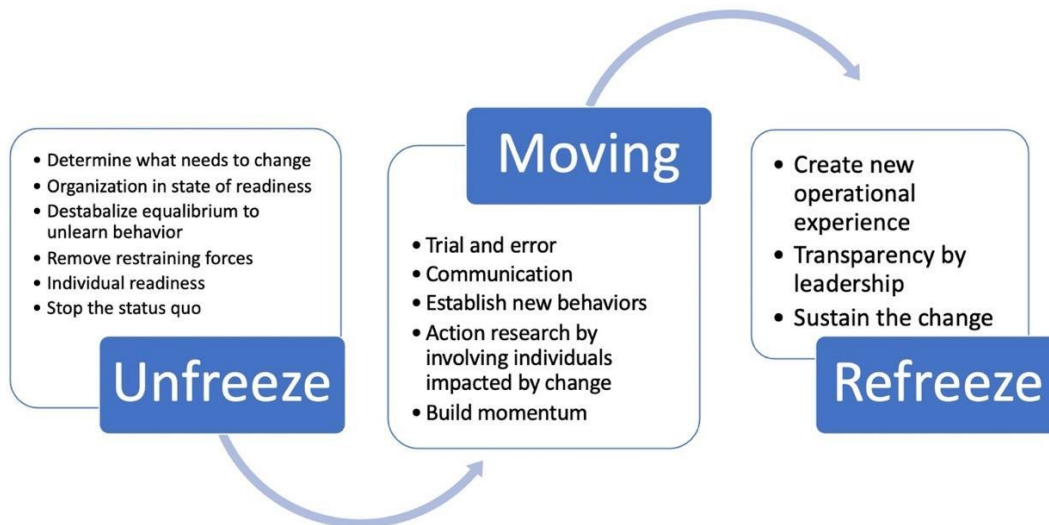 • Determine what needs to change
• Organization in state of readiness
• Destabalize equalibrium to
unlearn behavior
• Remove restraining forces
• Individual readiness
• Stop the status quo
Unfreeze
Moving
• Trial and error
• Communication
• Establish new behaviors
• Action research by
involving individuals
impacted by change
• Build momentum
• Create new
operational
experience
• Transparency by
leadership
• Sustain the change
Refreeze